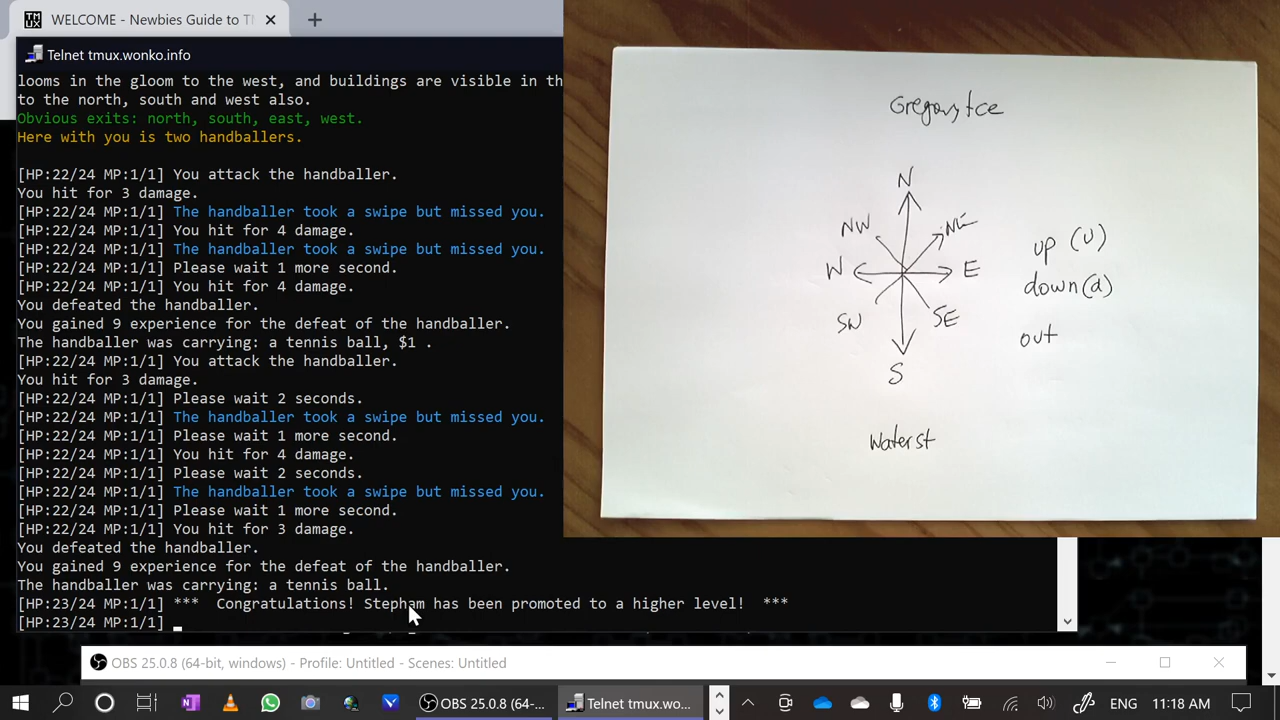 WELCOME - Newbies Guide to TM
Telnet tmux.wonko.info
looms in the gloom to the west, and buildings are visible in th
to the north, south and west also.
Obvious exits: north, south, east, west.
Here with you is two handballers.
[HP:22/24 MP:1/1] You attack the handballer.
You hit for 3 damage.
[HP:22/24 MP:1/1] The handballer took a swipe but missed you.
[HP:22/24 MP:1/1] You hit for 4 damage.
[HP:22/24 MP:1/1] The handballer took a swipe but missed you.
[HP:22/24 MP:1/1] Please wait 1 more second.
[HP:22/24 MP:1/1] You hit for 4 damage.
You defeated the handballer.
You gained 9 experience for the defeat of the handballer.
The handballer was carrying: a tennis ball, $1 .
[HP:22/24 MP:1/1] You attack the handballer.
You hit for 3 damage.
[HP:22/24 MP:1/1] Please wait 2 seconds.
[HP:22/24 MP:1/1] The handballer took a swipe but missed you.
[HP:22/24 MP:1/1] Please wait 1 more second.
[HP:22/24 MP:1/1] You hit for 4 damage.
[HP:22/24 MP:1/1] Please wait 2 seconds.
[HP:22/24 MP:1/1] The handballer took a swipe but missed you.
[HP:22/24 MP:1/1] Please wait 1 more second.
[HP:22/24 MP:1/1] You hit for 3 damage.
You defeated the handballer.
You gained 9 experience for the defeat of the handballer.
The handballer was carrying: a tennis ball.
[HP:23/24 MP:1/1] *** Congratulations! Stepham has been promoted to a higher level! ***
[HP:23/24 MP:1/1]
Gregory tce
N
NW NE
W E
SW SE
S
up (u)
down(d)
out
Water st
OBS 25.0.8 (64-bit, windows) - Profile: Untitled - Scenes: Untitled
OBS 25.0.8 (64-bit, wi...
Telnet tmux.wonko.info...
11:18 AM